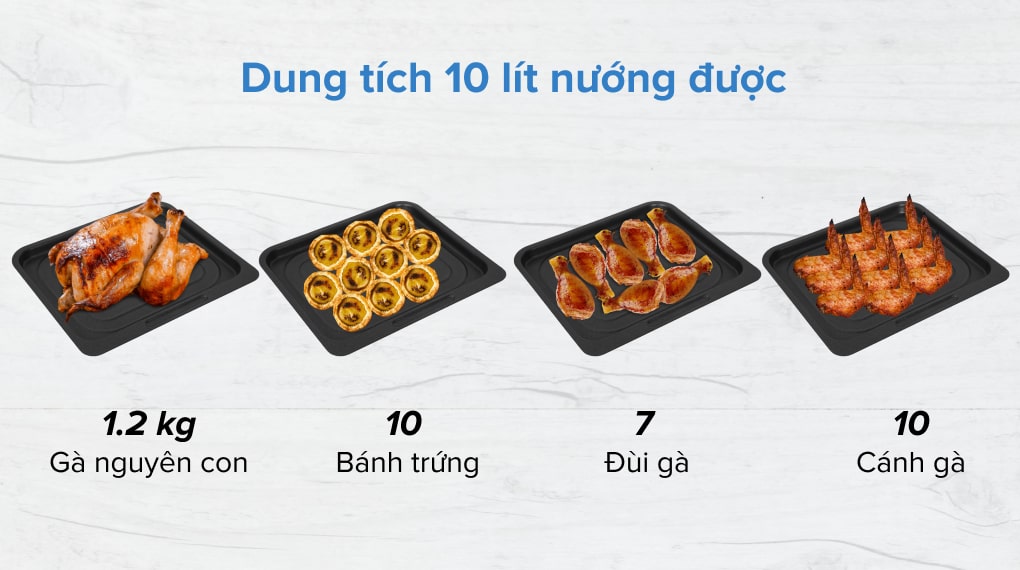 Dung tích 10 lít nướng được
1.2 kg
Gà nguyên con
10
Bánh trứng
7
Đùi gà
10
Cánh gà